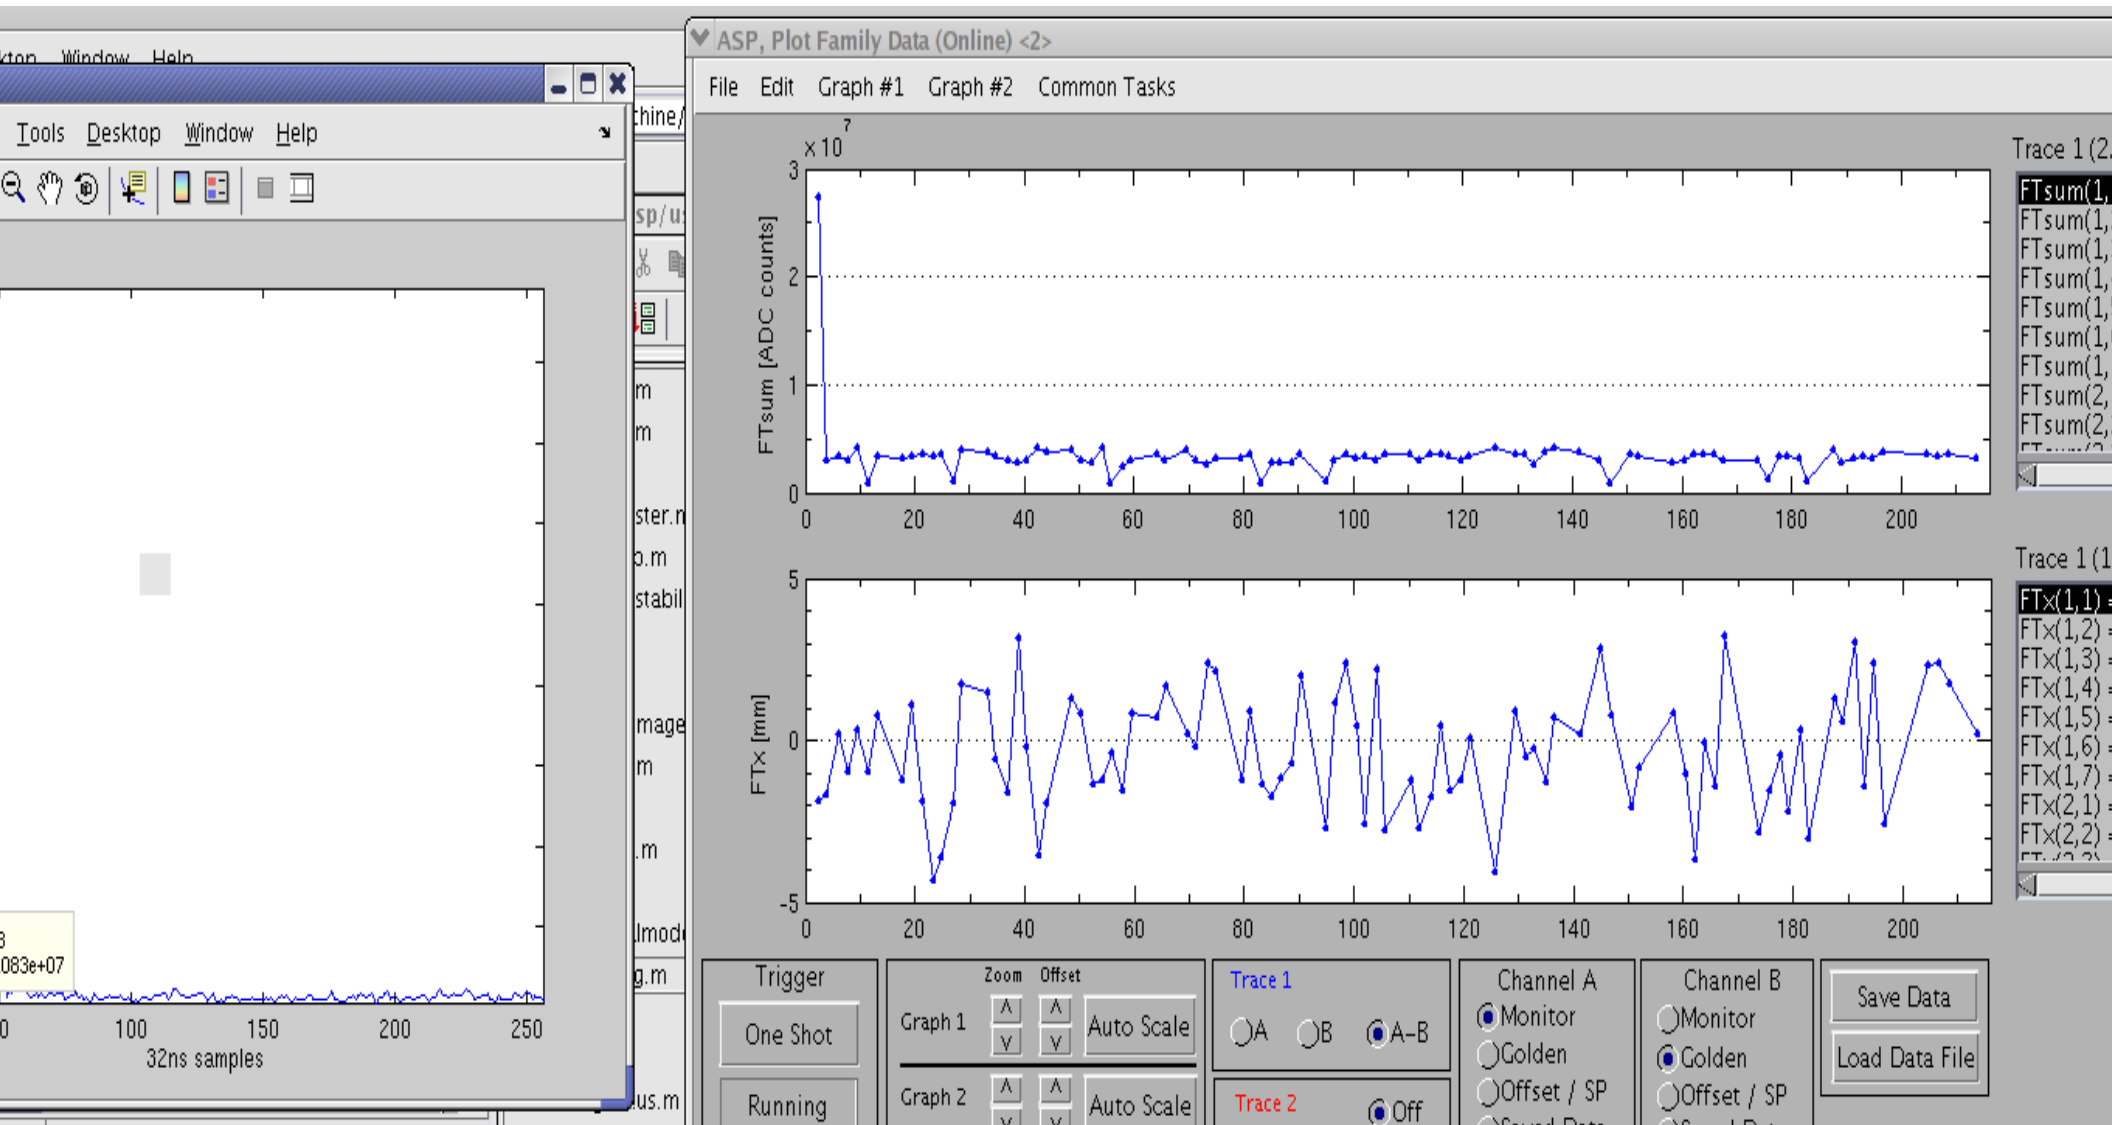 ASP, Plot Family Data (Online) <2>
Window Help
File Edit Graph #1 Graph #2 Common Tasks
Tools Desktop Window Help
x 10
7
Trace 1 (2.
FTsum(1,
FTsum(1,
FTsum(1,
FTsum(1,
FTsum(1,
FTsum(1,
FTsum(1,
FTsum(2,
FTsum(2,
FTsum [ADC counts]
3
2
1
0
0 20 40 60 80 100 120 140 160 180 200
.m
.m
ster.m
o.m
stabil
mage
.m
.m
g.m
us.m
Trace 1 (1
FTx(1,1) =
FTx(1,2) =
FTx(1,3) =
FTx(1,4) =
FTx(1,5) =
FTx(1,6) =
FTx(1,7) =
FTx(2,1) =
FTx(2,2) =
FTx [mm]
5
0
-5
0 20 40 60 80 100 120 140 160 180 200
083e+07
0 100 150 200 250
32ns samples
Trigger
One Shot
Running
Zoom Offset
Graph 1
Auto Scale
Graph 2
Auto Scale
Trace 1
A B A-B
Trace 2
Off
Channel A
Monitor
Golden
Offset / SP
Channel B
Monitor
Golden
Offset / SP
Save Data
Load Data File